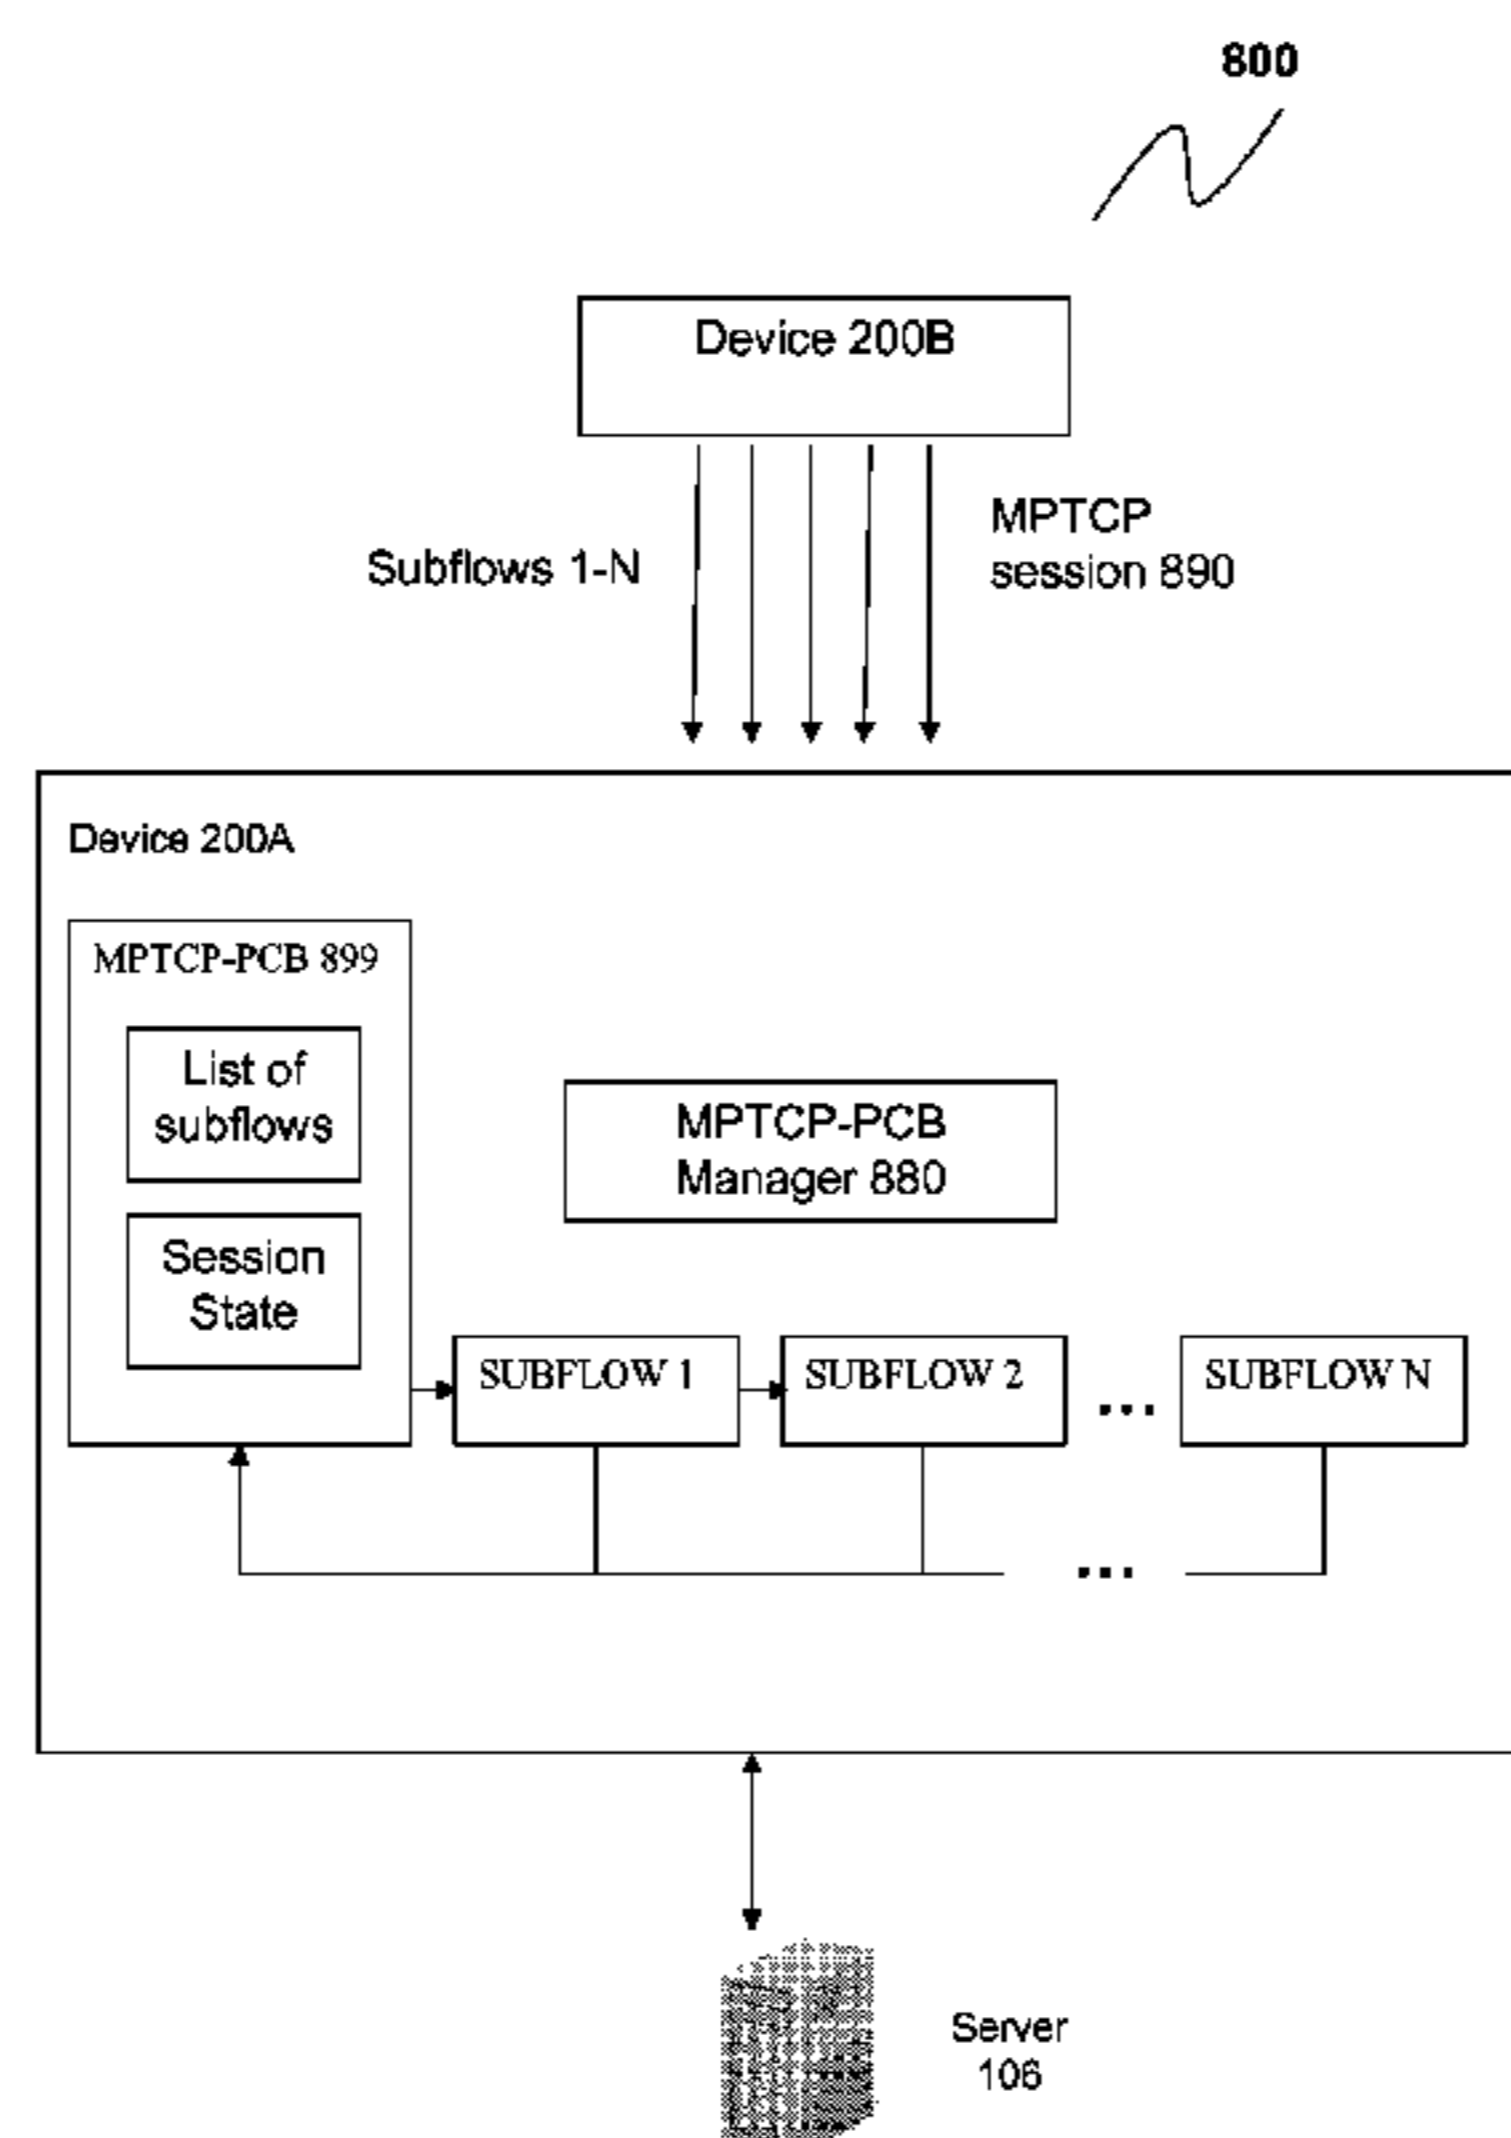 800
Device 200B
Subflows 1-N
MPTCP
session 890
Device 200A
MPTCP-PCB 899
List of
subflows
MPTCP-PCB
Manager 880
Session
State
SUBFLOW 1
SUBFLOW 2
...
SUBFLOW N
...
Server
106